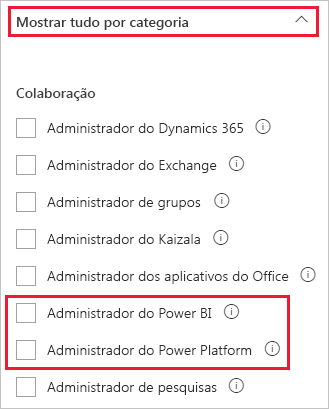 Mostrar tudo por categoria
Colaboração
Administrador do Dynamics 365
Administrador do Exchange
Administrador de grupos
Administrador do Kaizala
Administrador dos aplicativos do Office
Administrador do Power BI
Administrador do Power Platform
Administrador de pesquisas